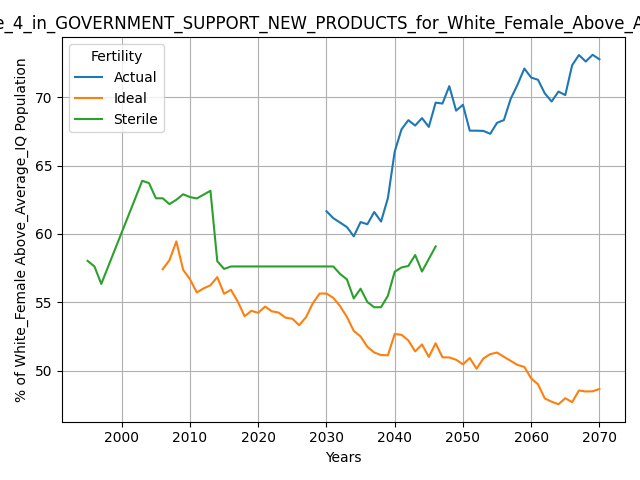 e_4_in_GOVERNMENT_SUPPORT_NEW_PRODUCTS_for_White_Female_Above_A
Fertility
Actual
Ideal
Sterile
% of White_Female Above_Average_IQ Population
70
65
60
55
50
2000 2010 2020 2030 2040 2050 2060 2070
Years